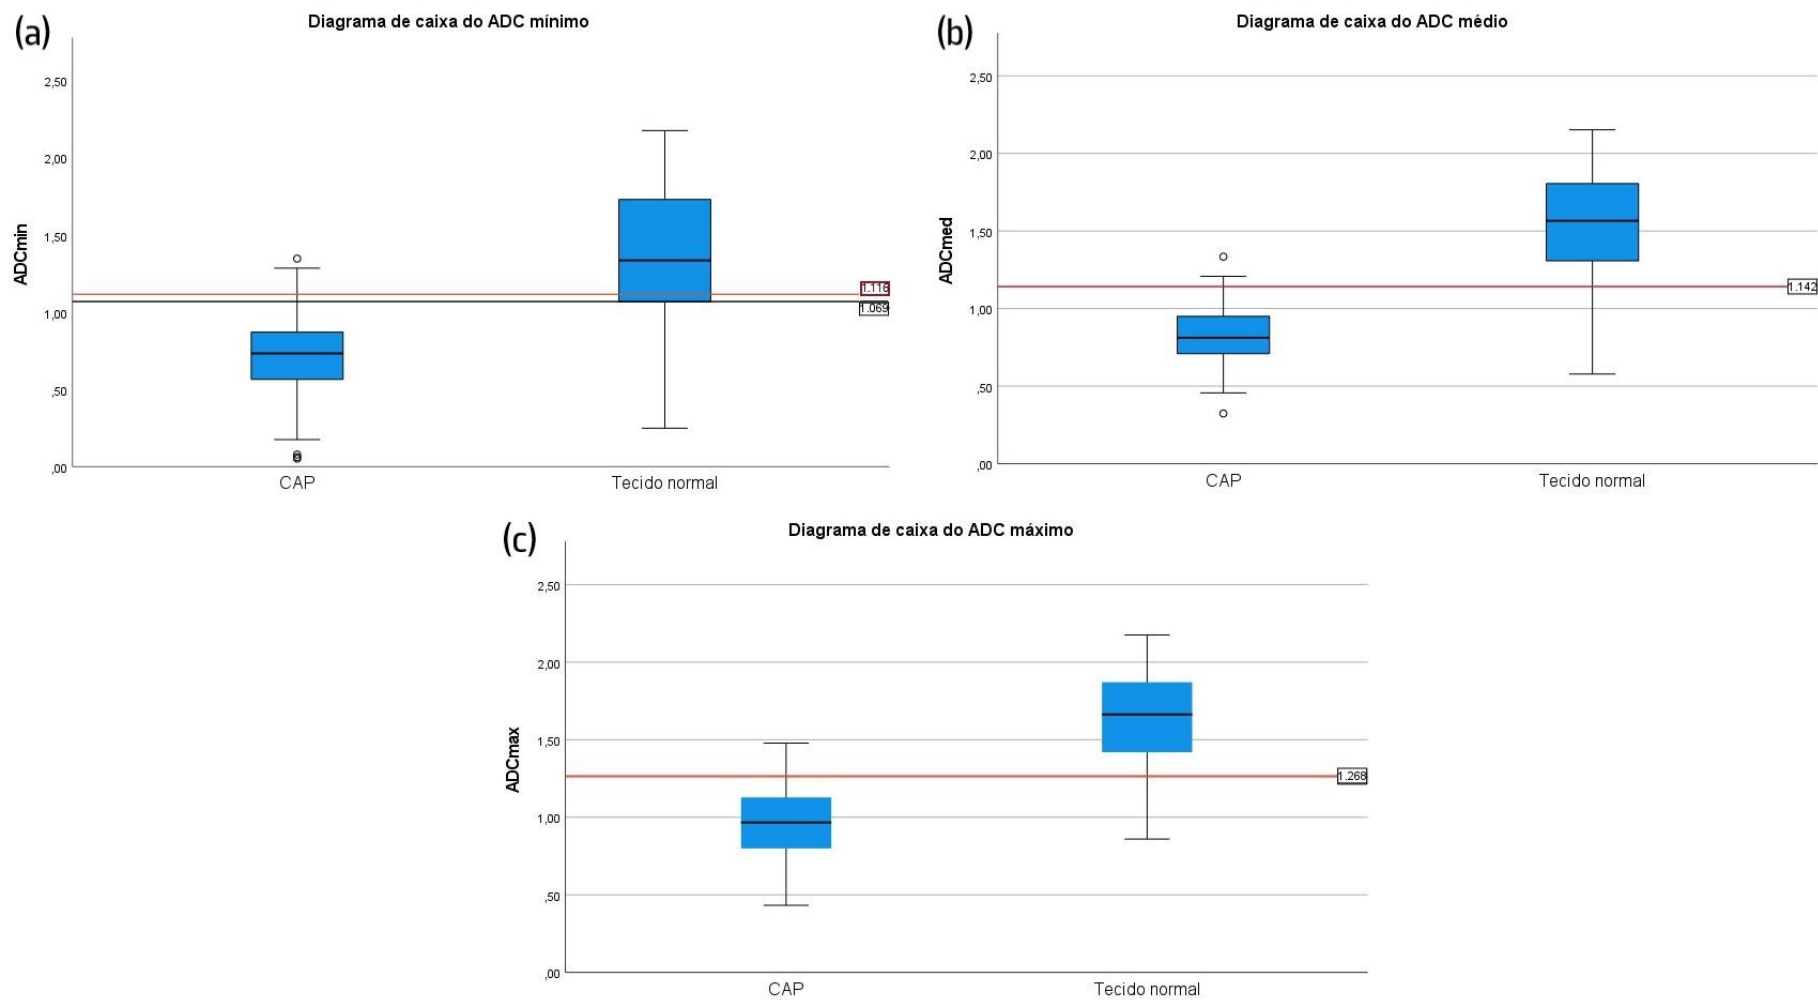 (a)
Diagrama de caixa do ADC mínimo
ADCmin
2,50
2,00
1,50
1,00
,50
,00
1.116
1.069
CAP
Tecido normal
(b)
Diagrama de caixa do ADC médio
ADCmed
2,50
2,00
1,50
1,00
,50
,00
1.142
CAP
Tecido normal
(c)
Diagrama de caixa do ADC máximo
ADCmax
2,50
2,00
1,50
1,00
,50
,00
1.268
CAP
Tecido normal